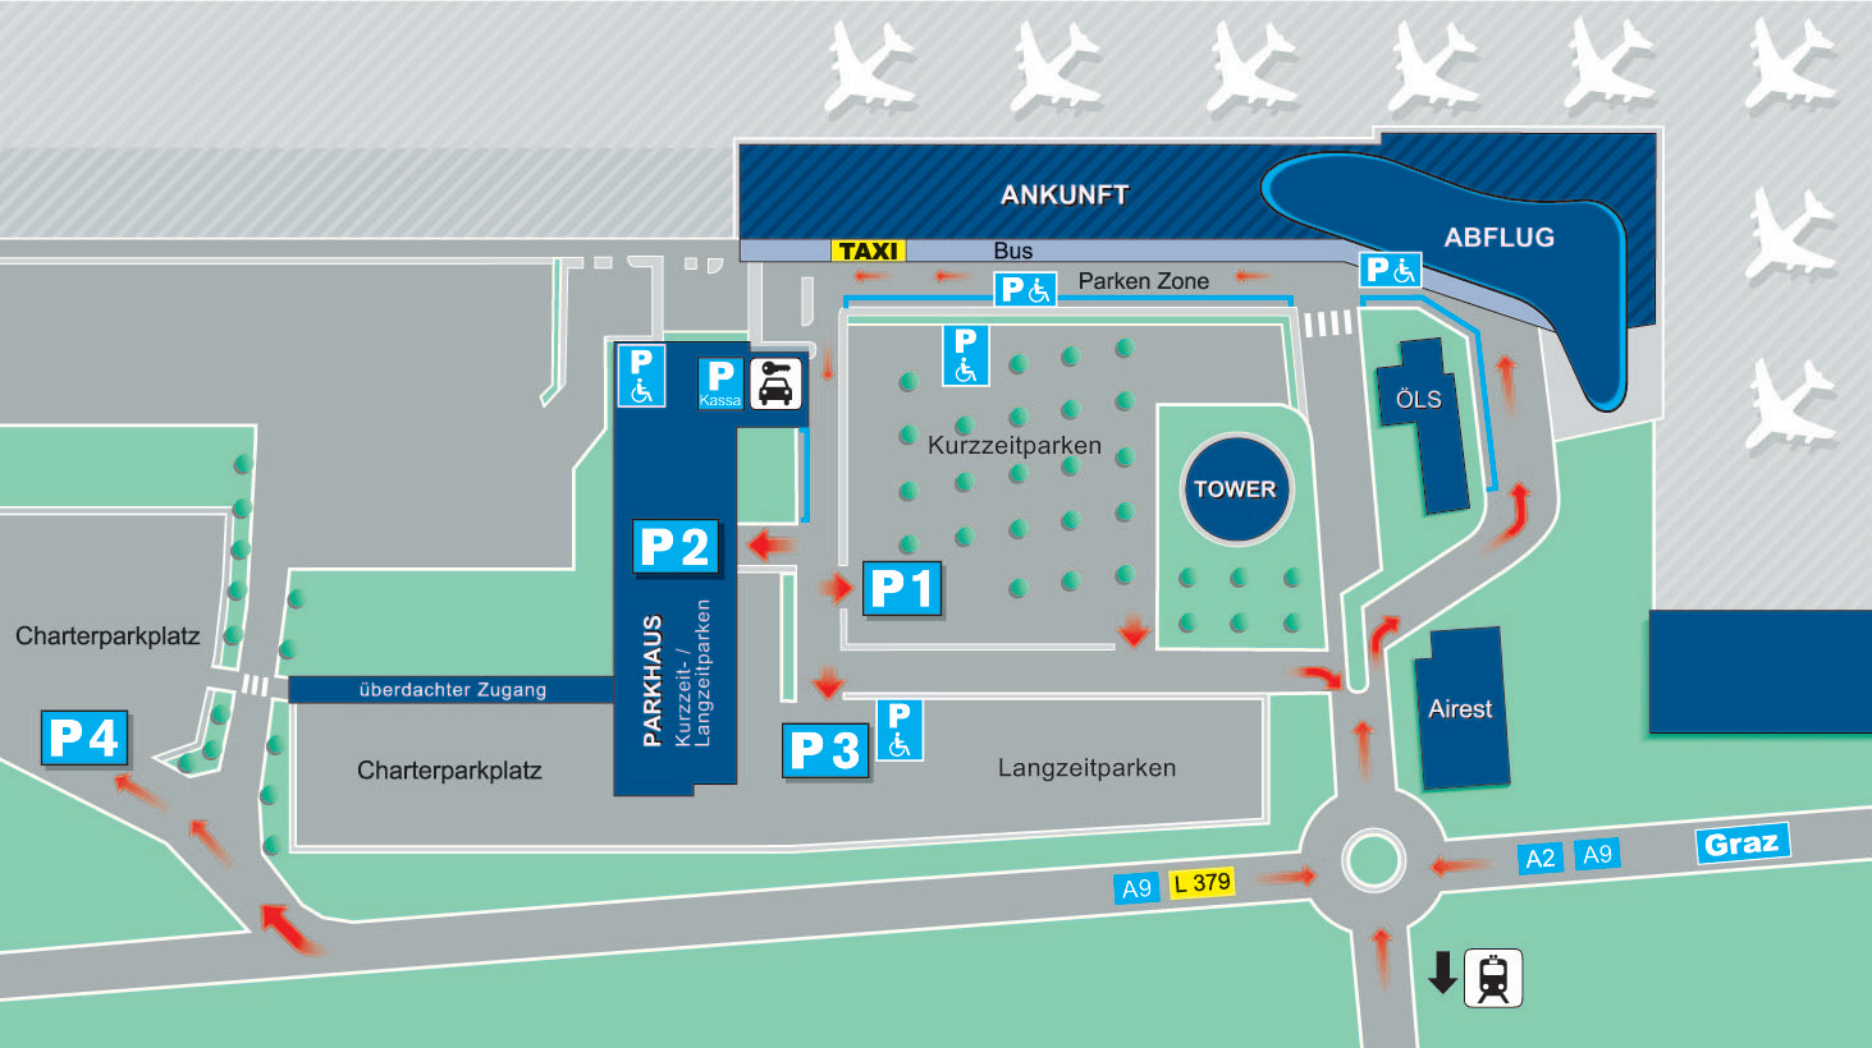 ANKUNFT
ABFLUG
TAXI
Bus
P
Parken Zone
P
P
P
P
Kassa
ÖLS
Kurzzeitparken
TOWER
P2
P1
PARKHAUS
Kurzzeit- /
Langzeitparken
Charterparkplatz
überdachter Zugang
Airest
P4
P
P3
Charterparkplatz
Langzeitparken
Graz
A2
A9
A9
L 379